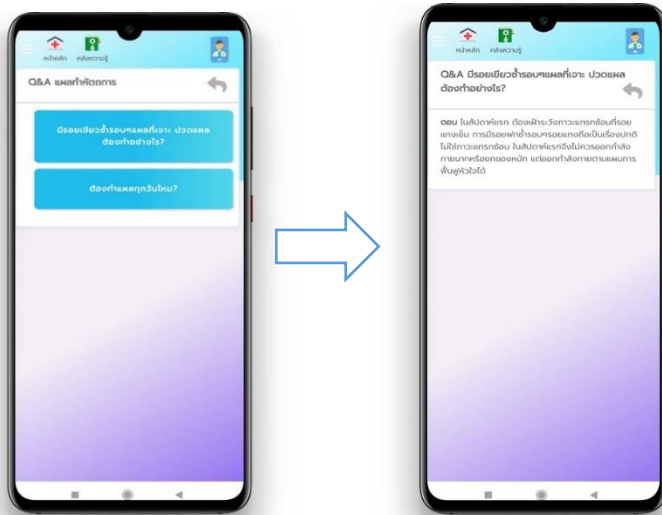 หน้าหลัก คลังความรู้
Q&A แผลทำหัตถการ
มีรอยเขียวช้ำรอบๆแผลที่เจาะ ปวดแผล
ต้องทำอย่างไร?
ต้องทำแผลทุกวันไหม?
หน้าหลัก คลังความรู้
Q&A มีรอยเขียวช้ำรอบๆแผลที่เจาะ ปวดแผล
ต้องทำอย่างไร?
ตอบ ในสัปดาห์แรก ต้องเฝ้าระวังภาวะแทรกซ้อนที่รอย
แทงเข็ม การมีรอยฟกช้ำรอบๆรอยแทงถือเป็นเรื่องปกติ
ไม่ใช่ภาวะแทรกซ้อน ในสัปดาห์แรกจึงไม่ควรออกกำลัง
กายมากหรือยกของหนัก แต่ออกกำลังกายตามแผนการ
ฟื้นฟูหัวใจได้